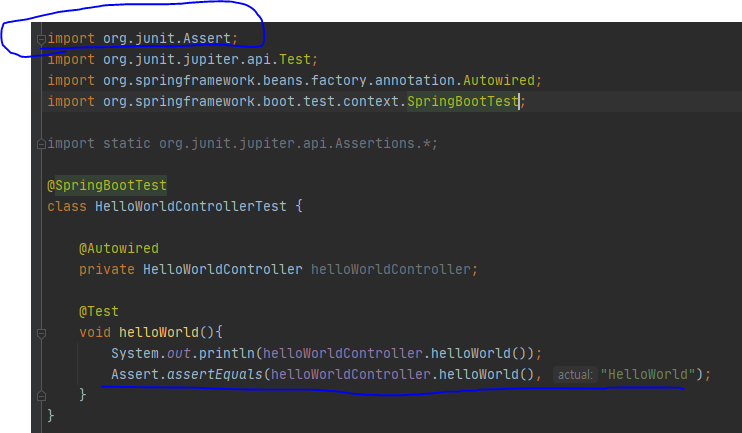 import org.junit.Assert;
import org.junit.jupiter.api.Test;
import org.springframework.beans.factory.annotation.Autowired;
import org.springframework.boot.test.context.SpringBootTest;
import static org.junit.jupiter.api.Assertions.*;
@SpringBootTest
class HelloWorldControllerTest {
@Autowired
private HelloWorldController helloWorldController;
@Test
void helloWorld(){
System.out.println(helloWorldController.helloWorld());
Assert.assertEquals(helloWorldController.helloWorld(), actual: "HelloWorld");
}
}